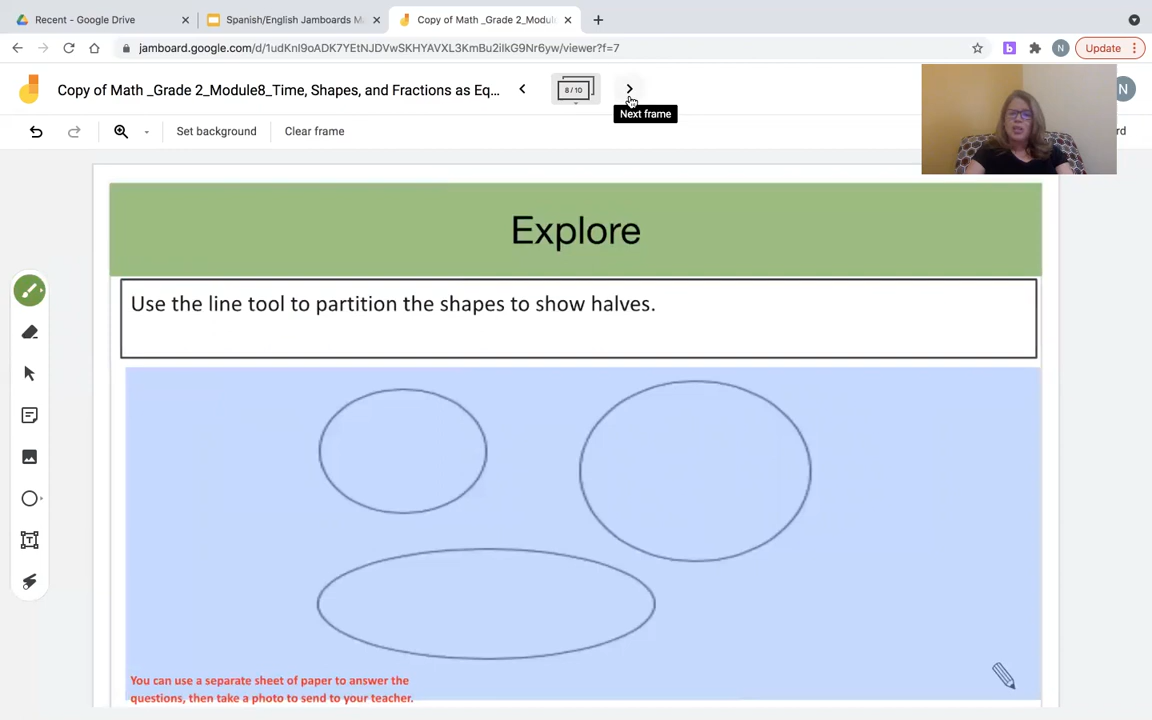 Recent - Google Drive
Spanish/English Jamboards M
Copy of Math _Grade 2_Module
jamboard.google.com/d/1udKnI9oADK7YEtNJDVwSKHYAVXL3KmBu2iIkG9Nr6yw/viewer?f=7
N
Update
Copy of Math _Grade 2_Module8_Time, Shapes, and Fractions as Eq...
8 / 10
N
Next frame
Set background
Clear frame
rd
Explore
Use the line tool to partition the shapes to show halves.
You can use a separate sheet of paper to answer the
questions, then take a photo to send to your teacher.